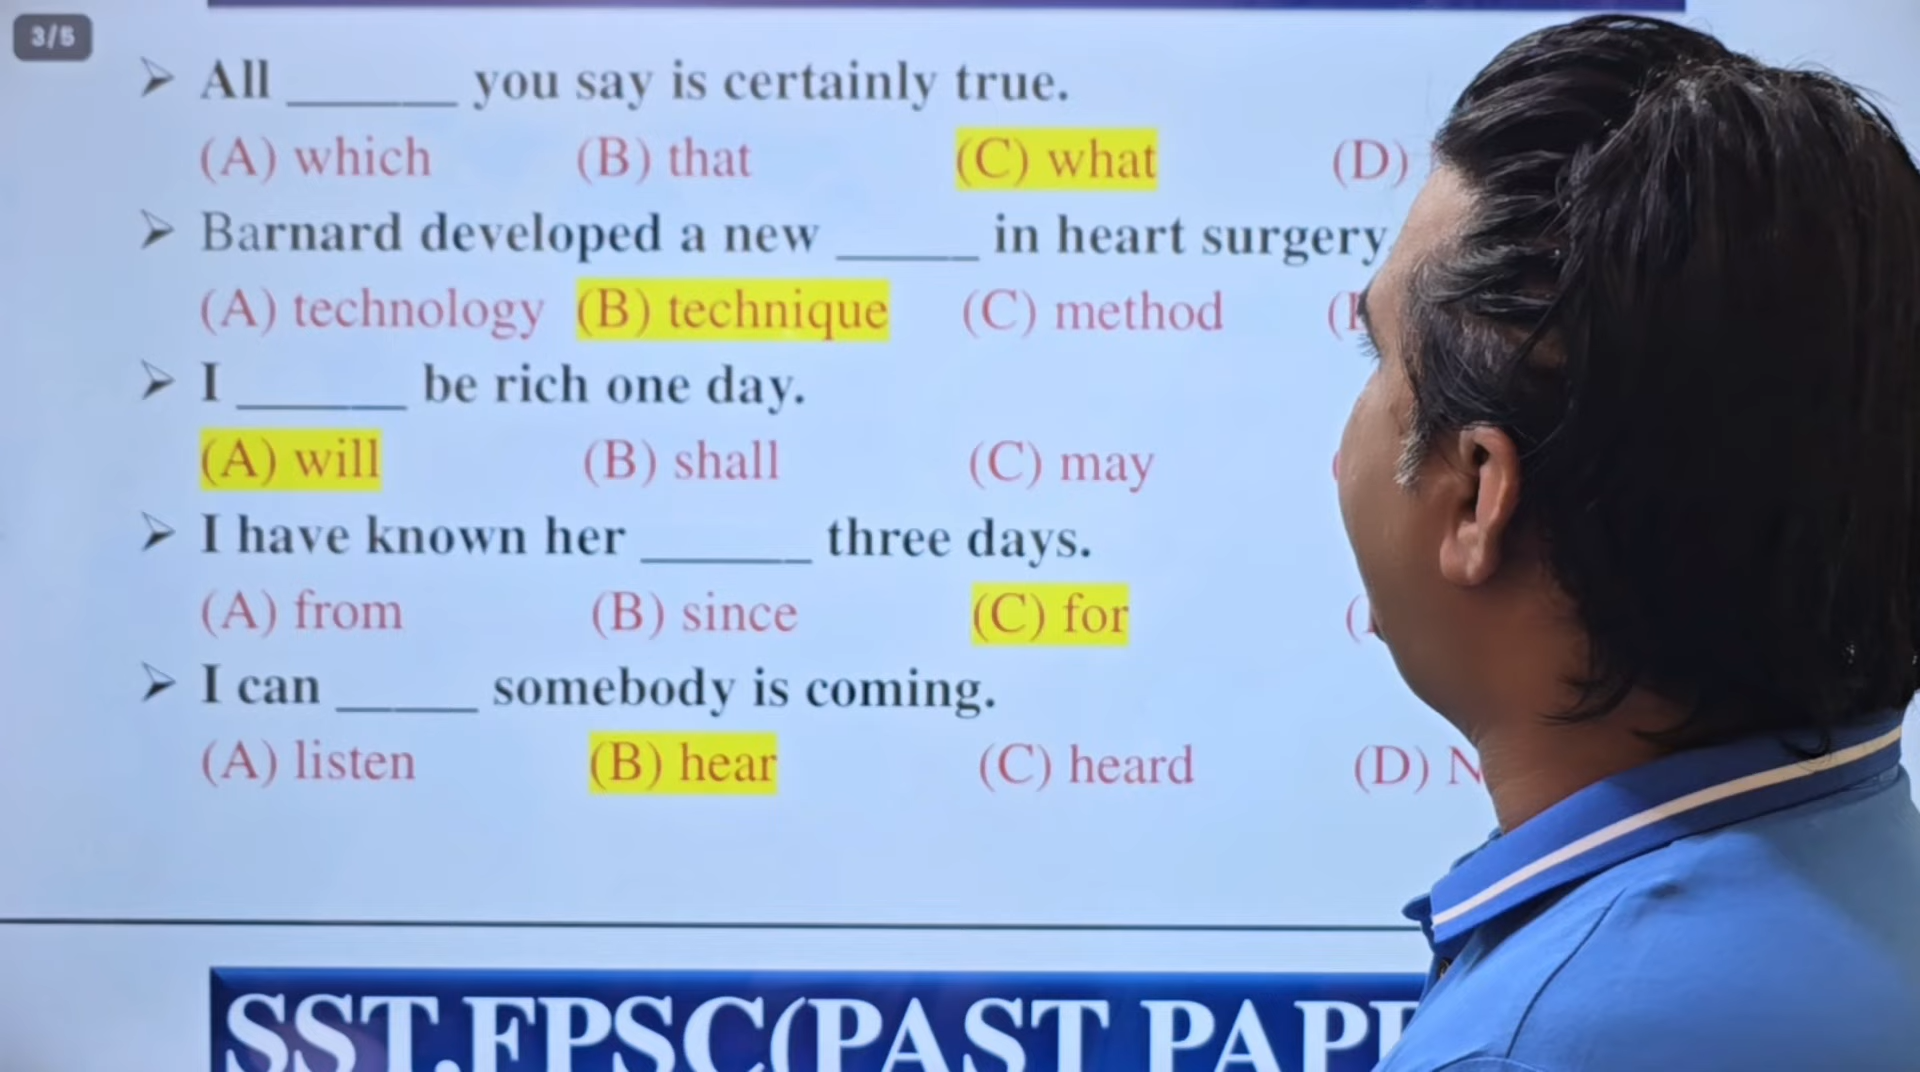 3/5
All ______ you say is certainly true.
(A) which (B) that (C) what (D)
Barnard developed a new _____ in heart surgery
(A) technology (B) technique (C) method
I ______ be rich one day.
(A) will (B) shall (C) may
I have known her ______ three days.
(A) from (B) since (C) for
I can _____ somebody is coming.
(A) listen (B) hear (C) heard (D) N
SST.FPSC(PAST